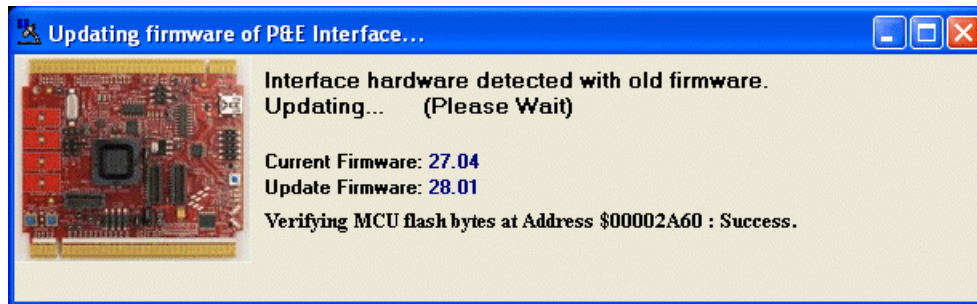 Updating firmware of P&E Interface...
Interface hardware detected with old firmware.
Updating... (Please Wait)
Current Firmware: 27.04
Update Firmware: 28.01
Verifying MCU flash bytes at Address $00002A60 : Success.